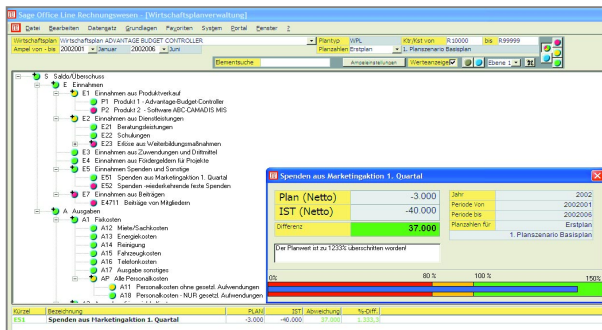 Sage Office Line Rechnungswesen - [Wirtschaftsplanverwaltung]
Datei Bearbeiten Datensatz Grundlagen Favoriten System Portal Fenster ?
Wirtschaftsplan Wirtschaftsplan ADVANTAGE BUDGET CONTROLLER Plantyp WPL Ktr/Kst von R:10000 bis R:99999
Ampel von - bis 2002001 Januar 2002006 Juni Planzahlen Erstplan 1. Planszenario Basisplan
Elementsuche Ampeleinstellungen Werteanzeige Ebene 1
S Saldo/Überschuss
E Einnahmen
E1 Einnahmen aus Produktverkauf
P1 Produkt 1 - Advantage-Budget-Controller
P2 Produkt 2 - Software ABC-CAMADIS MIS
E2 Einnahmen aus Dienstleistungen
E21 Beratungsleistungen
E22 Schulungen
E23 Erlöse aus Weiterbildungsmaßnahmen
E3 Einnahmen aus Zuwendungen und Drittmittel
E4 Einnahmen aus Fördergeldern für Projekte
E5 Einnahmen Spenden und Sonstige
E51 Spenden aus Marketingaktion 1. Quartal
E52 Spenden -wiederkehrende feste Spenden
E7 Einnahmen aus Beiträgen
E4711 Beiträge von Mitgliedern
A Ausgaben
A1 Fixkosten
A12 Miete/Sachkosten
A13 Energiekosten
A14 Reinigung
A15 Fahrzeugkosten
A16 Telefonkosten
A17 Ausgabe sonstiges
AP Alle Personalkosten
A11 Personalkosten ohne gesetzl. Aufwendungen
A18 Personalkosten - NUR gesetzl. Aufwendungen
Spenden aus Marketingaktion 1. Quartal
Plan (Netto) -3.000
IST (Netto) -40.000
Differenz 37.000
Der Planwert ist zu 1233% überschritten worden!
Jahr 2002
Periode Von 2002001
Periode bis 2002006
Planzahlen für Erstplan
1. Planszenario Basisplan
0% 80 % 100 % 150%
Kürzel Bezeichnung PLAN IST Abweichung %-Diff.
E51 Spenden aus Marketingaktion 1. Quartal -3.000 -40.000 37.000 1.333,3